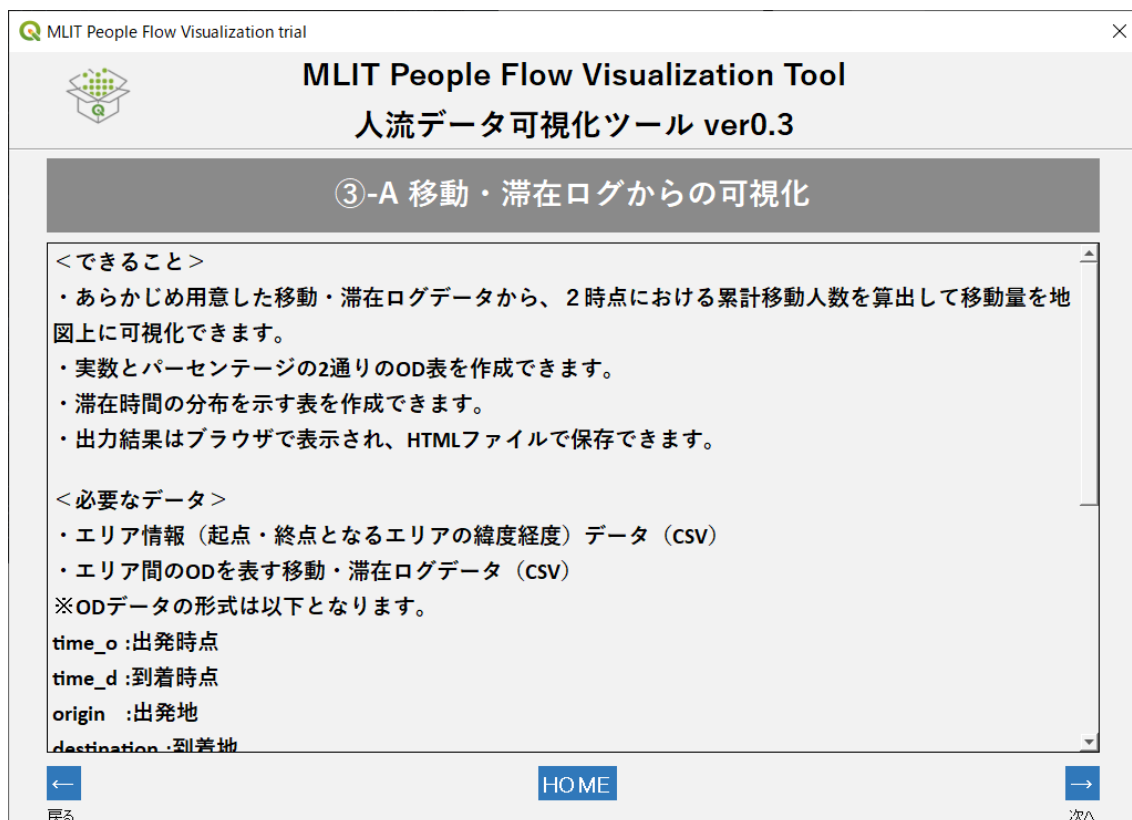 MLIT People Flow Visualization trial
MLIT People Flow Visualization Tool
人流データ可視化ツール ver0.3
③-A 移動・滞在ログからの可視化
＜できること＞
・あらかじめ用意した移動・滞在ログデータから、２時点における累計移動人数を算出して移動量を地
図上に可視化できます。
・実数とパーセンテージの2通りのOD表を作成できます。
・滞在時間の分布を示す表を作成できます。
・出力結果はブラウザで表示され、HTMLファイルで保存できます。
＜必要なデータ＞
・エリア情報（起点・終点となるエリアの緯度経度）データ（CSV）
・エリア間のODを表す移動・滞在ログデータ（CSV）
※ODデータの形式は以下となります。
time_o :出発時点
time_d :到着時点
origin :出発地
destination :到着地
← HOME →
戻る 次へ